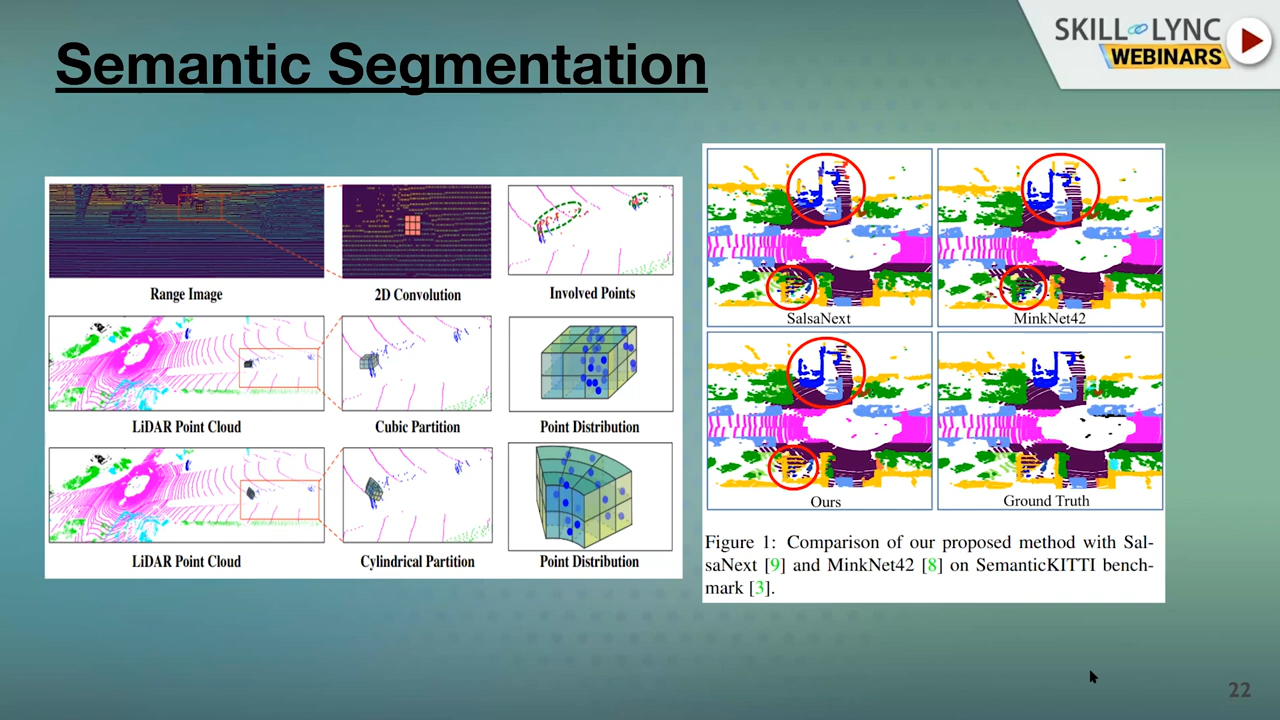 Semantic Segmentation
SKILL LYNC
WEBINARS
Range Image
2D Convolution
Involved Points
LiDAR Point Cloud
Cubic Partition
Point Distribution
LiDAR Point Cloud
Cylindrical Partition
Point Distribution
SalsaNext
MinkNet42
Ours
Ground Truth
Figure 1: Comparison of our proposed method with Sal-
saNext [9] and MinkNet42 [8] on SemanticKITTI bench-
mark [3].
22